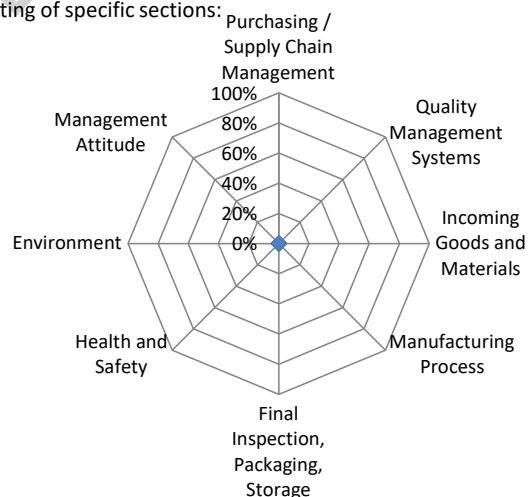 ting of specific sections:
Purchasing /
Supply Chain
Management
100%
80%
60%
40%
20%
0%
Quality
Management
Systems
Incoming
Goods and
Materials
Manufacturing
Process
Final
Inspection,
Packaging,
Storage
Health and
Safety
Environment
Management
Attitude